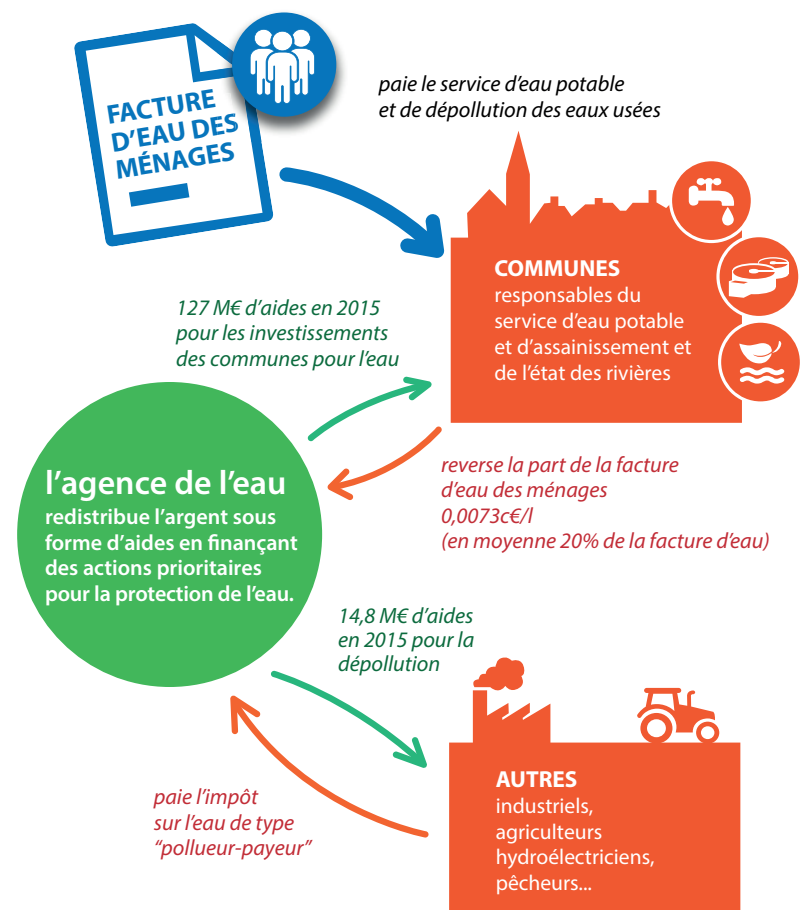 FACTURE
D'EAU DES
MÉNAGES
paie le service d'eau potable
et de dépollution des eaux usées
COMMUNES
responsables du
service d'eau potable
et d'assainissement et
de l'état des rivières
127 M€ d'aides en 2015
pour les investissements
des communes pour l'eau
l'agence de l'eau
redistribue l'argent sous
forme d'aides en finançant
des actions prioritaires
pour la protection de l'eau.
reverse la part de la facture
d'eau des ménages
0,0073c€/l
(en moyenne 20% de la facture d'eau)
14,8 M€ d'aides
en 2015 pour la
dépollution
paie l'impôt
sur l'eau de type
“pollueur-payeur”
AUTRES
industriels,
agriculteurs
hydroélectriciens,
pêcheurs...